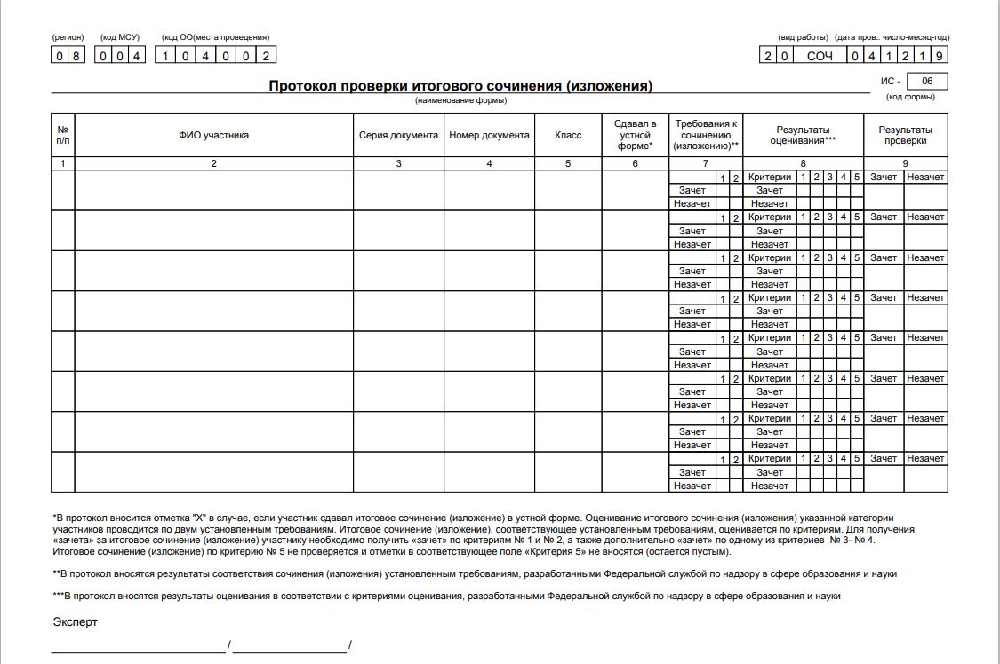 (регион) (код МСУ) (код ОО(места проведения) (вид работы) (дата пров.: число-месяц-год)
0 8 0 0 4 1 0 4 0 0 2 2 0 СОЧ 0 4 1 2 1 9
Протокол проверки итогового сочинения (изложения) ИС - 06
(наименование формы) (код формы)
№ п/п ФИО участника Серия документа Номер документа Класс Сдавал в устной форме* Требования к сочинению (изложению)** Результаты оценивания*** Результаты проверки
1 2 3 4 5 6 7 8 9
1 2 Критерии 1 2 3 4 5 Зачет Незачет
Зачет Зачет
Незачет Незачет
1 2 Критерии 1 2 3 4 5 Зачет Незачет
Зачет Зачет
Незачет Незачет
1 2 Критерии 1 2 3 4 5 Зачет Незачет
Зачет Зачет
Незачет Незачет
1 2 Критерии 1 2 3 4 5 Зачет Незачет
Зачет Зачет
Незачет Незачет
1 2 Критерии 1 2 3 4 5 Зачет Незачет
Зачет Зачет
Незачет Незачет
1 2 Критерии 1 2 3 4 5 Зачет Незачет
Зачет Зачет
Незачет Незачет
1 2 Критерии 1 2 3 4 5 Зачет Незачет
Зачет Зачет
Незачет Незачет
1 2 Критерии 1 2 3 4 5 Зачет Незачет
Зачет Зачет
Незачет Незачет
*В протокол вносится отметка "Х" в случае, если участник сдавал итоговое сочинение (изложение) в устной форме. Оценивание итогового сочинения (изложения) указанной категории
участников проводится по двум установленным требованиям. Итоговое сочинение (изложение), соответствующее установленным требованиям, оценивается по критериям. Для получения
«зачета» за итоговое сочинение (изложение) участнику необходимо получить «зачет» по критериям № 1 и № 2, а также дополнительно «зачет» по одному из критериев № 3- № 4.
Итоговое сочинение (изложение) по критерию № 5 не проверяется и отметки в соответствующее поле «Критерия 5» не вносятся (остается пустым).
**В протокол вносятся результаты соответствия сочинения (изложения) установленным требованиям, разработанными Федеральной службой по надзору в сфере образования и науки
***В протокол вносятся результаты оценивания в соответствии с критериями оценивания, разработанными Федеральной службой по надзору в сфере образования и науки
Эксперт
/ /